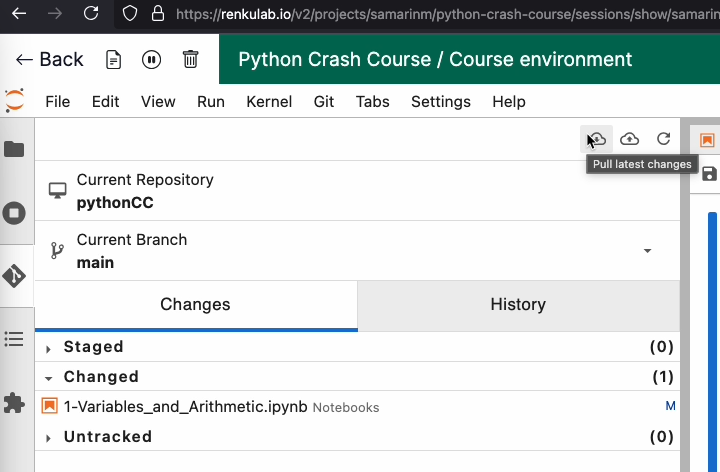 https://renkulab.io/v2/projects/samarinm/python-crash-course/sessions/show/samarin
Back
Python Crash Course / Course environment
File Edit View Run Kernel Git Tabs Settings Help
Pull latest changes
Current Repository
pythonCC
Current Branch
main
Changes History
Staged (0)
Changed (1)
1-Variables_and_Arithmetic.ipynb Notebooks M
Untracked (0)